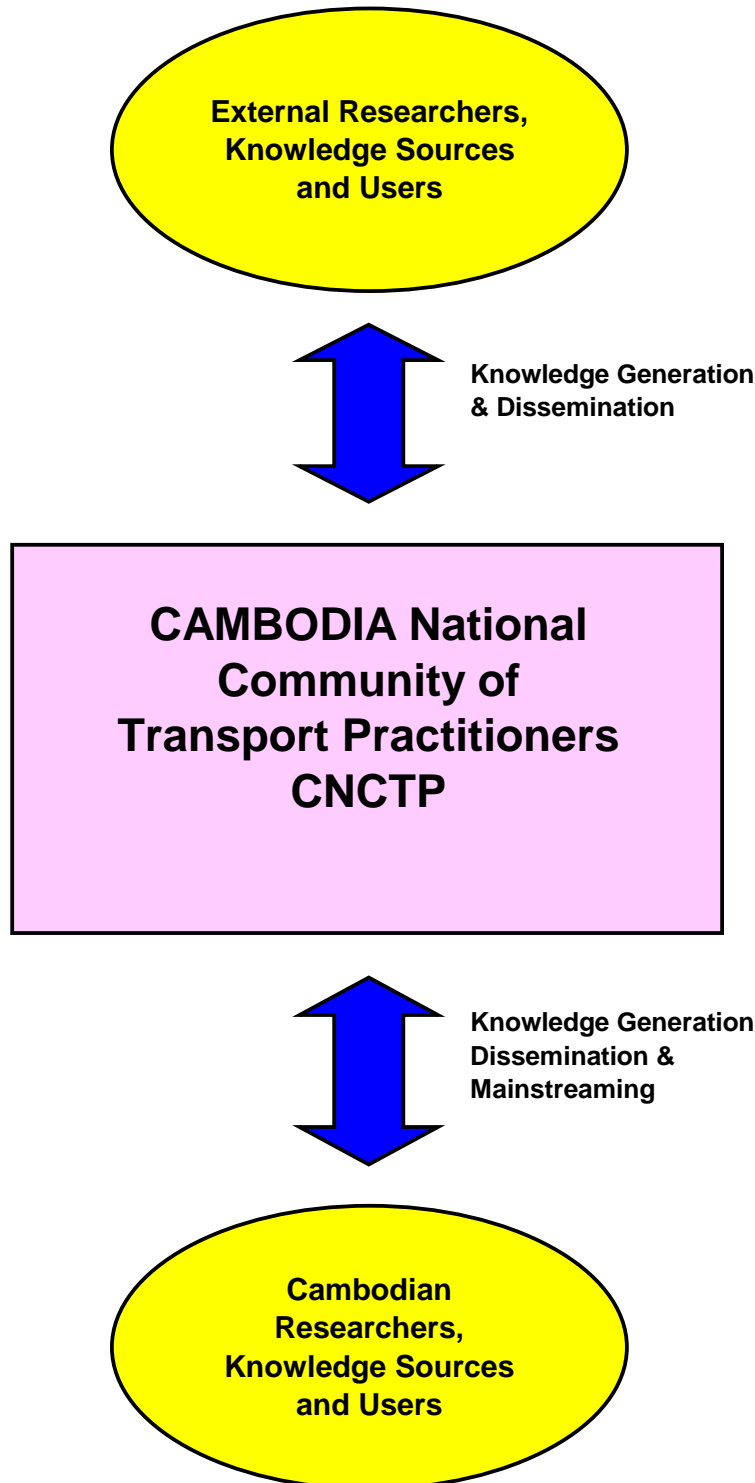 External Researchers,
Knowledge Sources
and Users
Knowledge Generation
& Dissemination
CAMBODIA National
Community of
Transport Practitioners
CNCTP
Knowledge Generation
Dissemination &
Mainstreaming
Cambodian
Researchers,
Knowledge Sources
and Users